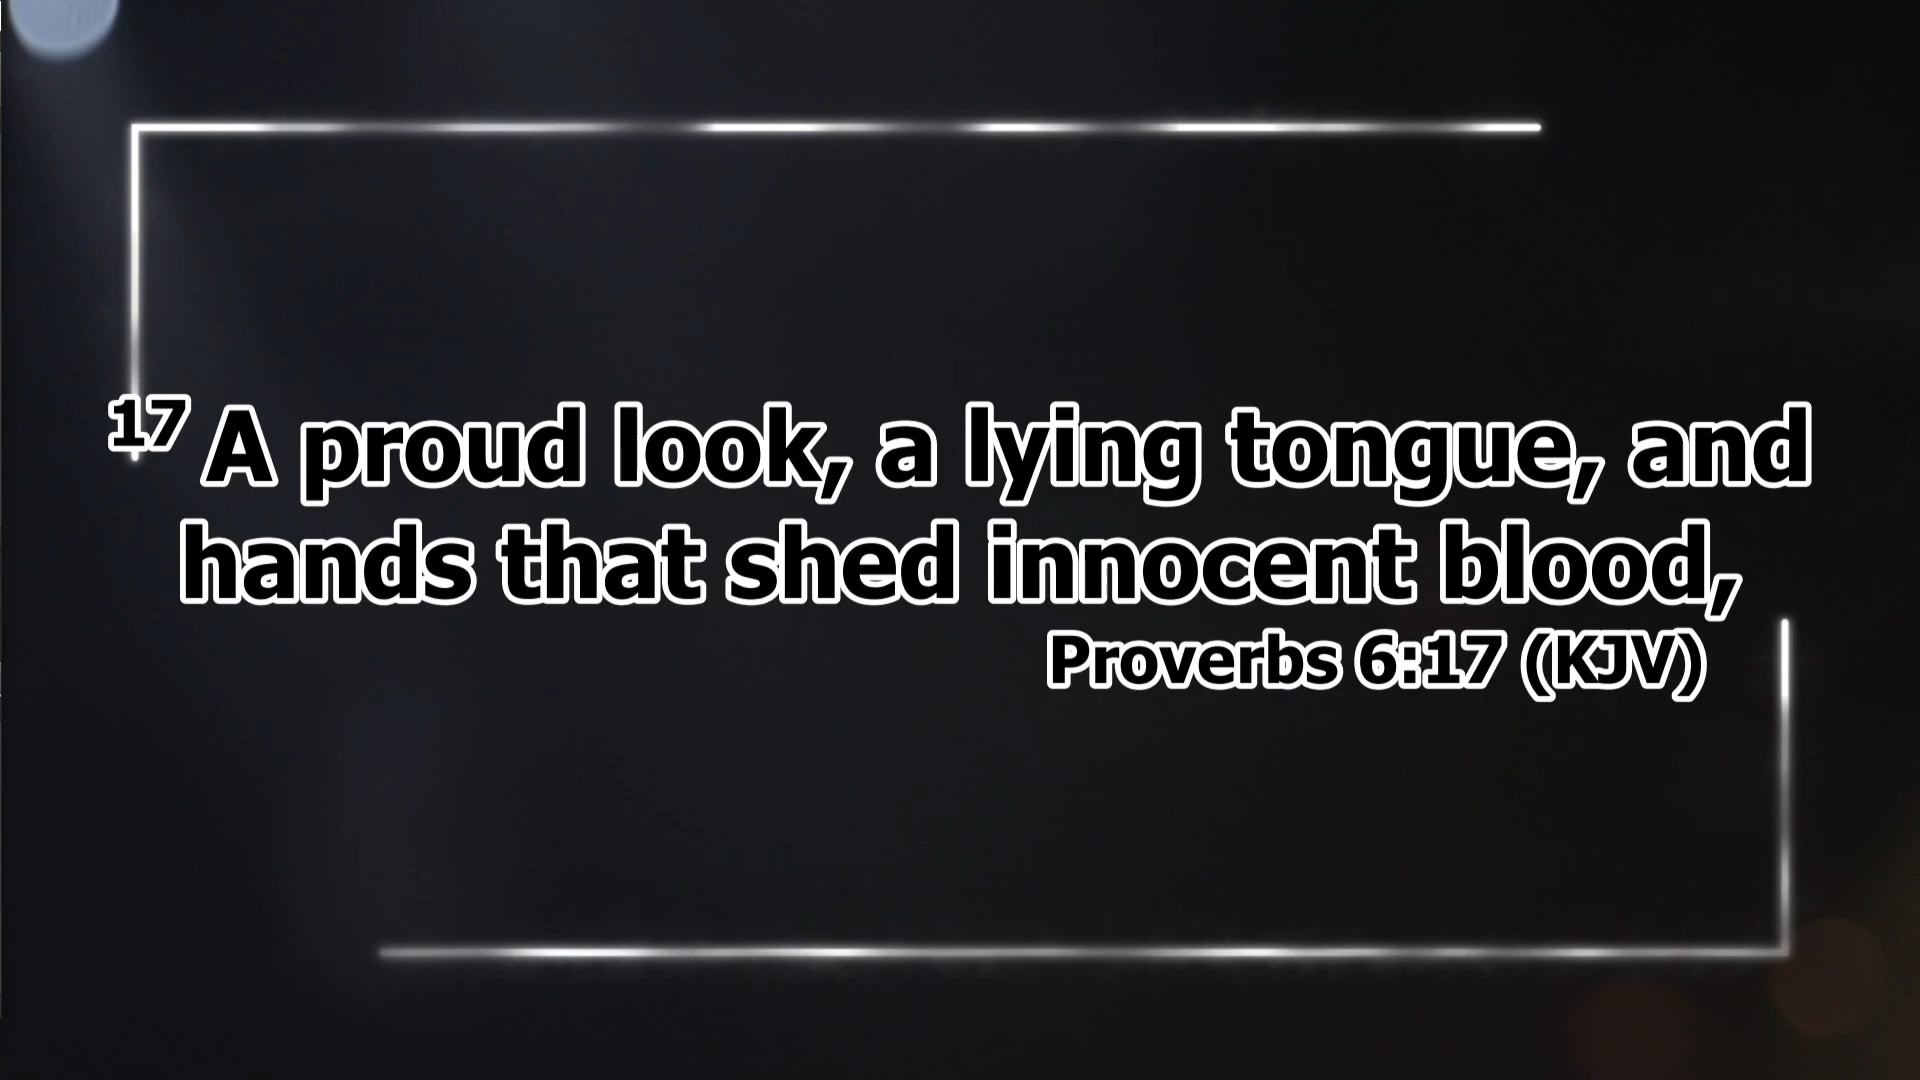 17 A proud look, a lying tongue, and
hands that shed innocent blood,
Proverbs 6:17 (KJV)